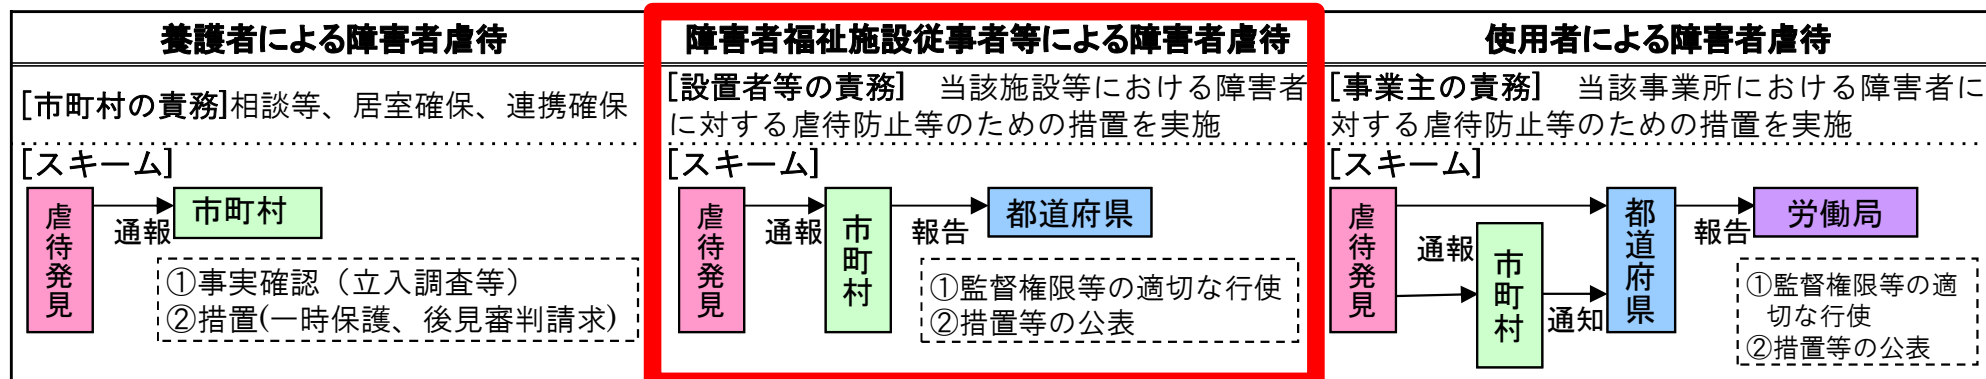 養護者による障害者虐待
[市町村の責務]相談等、居室確保、連携確保
[スキーム]
虐待発見
通報
市町村
①事実確認（立入調査等）
②措置(一時保護、後見審判請求)
障害者福祉施設従事者等による障害者虐待
[設置者等の責務]　当該施設等における障害者
に対する虐待防止等のための措置を実施
[スキーム]
虐待発見
通報
市町村
報告
都道府県
①監督権限等の適切な行使
②措置等の公表
使用者による障害者虐待
[事業主の責務]　当該事業所における障害者に
対する虐待防止等のための措置を実施
[スキーム]
虐待発見
通報
市町村
通知
都道府県
報告
労働局
①監督権限等の適
切な行使
②措置等の公表